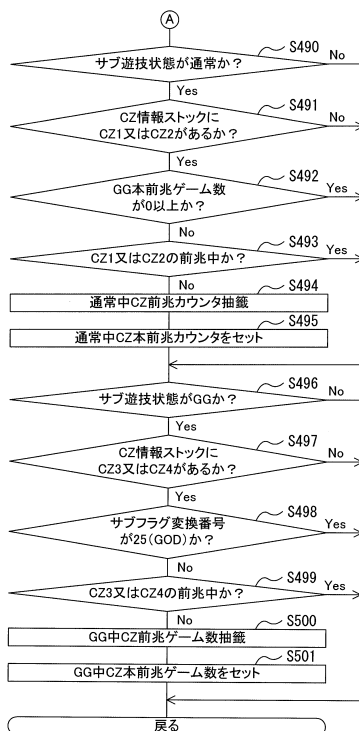 A
S490
サブ遊技状態が通常か？
No
Yes
S491
CZ情報ストックに
CZ1又はCZ2があるか？
No
Yes
S492
GG本前兆ゲーム数
が0以上か？
Yes
No
S493
CZ1又はCZ2の前兆中か？
Yes
No
S494
通常中CZ前兆カウンタ抽籤
S495
通常中CZ本前兆カウンタをセット
S496
サブ遊技状態がGGか？
No
Yes
S497
CZ情報ストックに
CZ3又はCZ4があるか？
No
Yes
S498
サブフラグ変換番号
が25(GOD)か？
Yes
No
S499
CZ3又はCZ4の前兆中か？
Yes
No
S500
GG中CZ前兆ゲーム数抽籤
S501
GG中CZ本前兆ゲーム数をセット
戻る